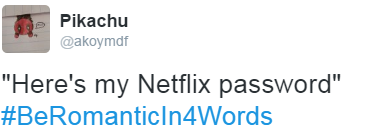 Pikachu
@akoymdf
"Here's my Netflix password"
#BeRomanticIn4Words